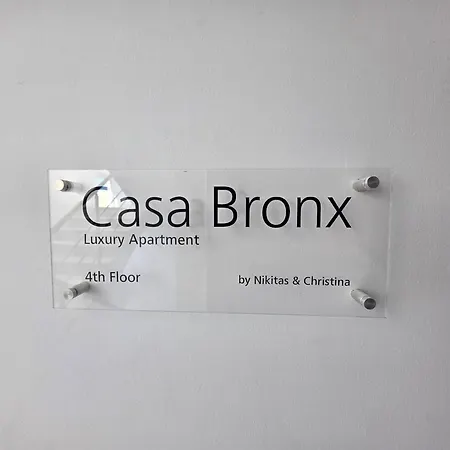 Casa Bronx
Luxury Apartment
4th Floor
by Nikitas & Christina